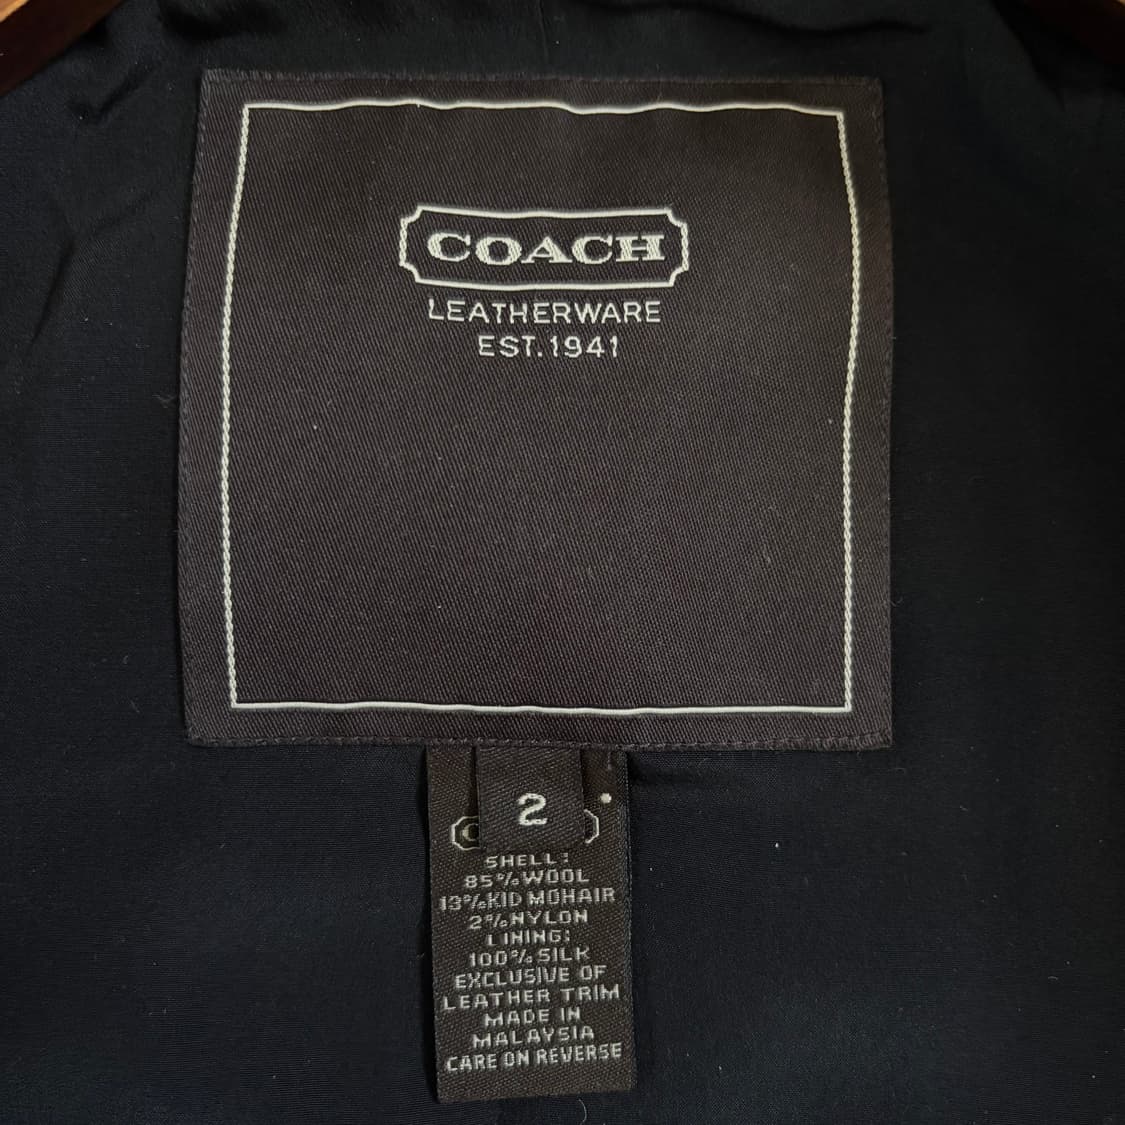 COACH
LEATHERWARE
EST. 1941
2
SHELL:
85% WOOL
13% KID MOHAIR
2% NYLON
LINING:
100% SILK
EXCLUSIVE OF
LEATHER TRIM
MADE IN
MALAYSIA
CARE ON REVERSE